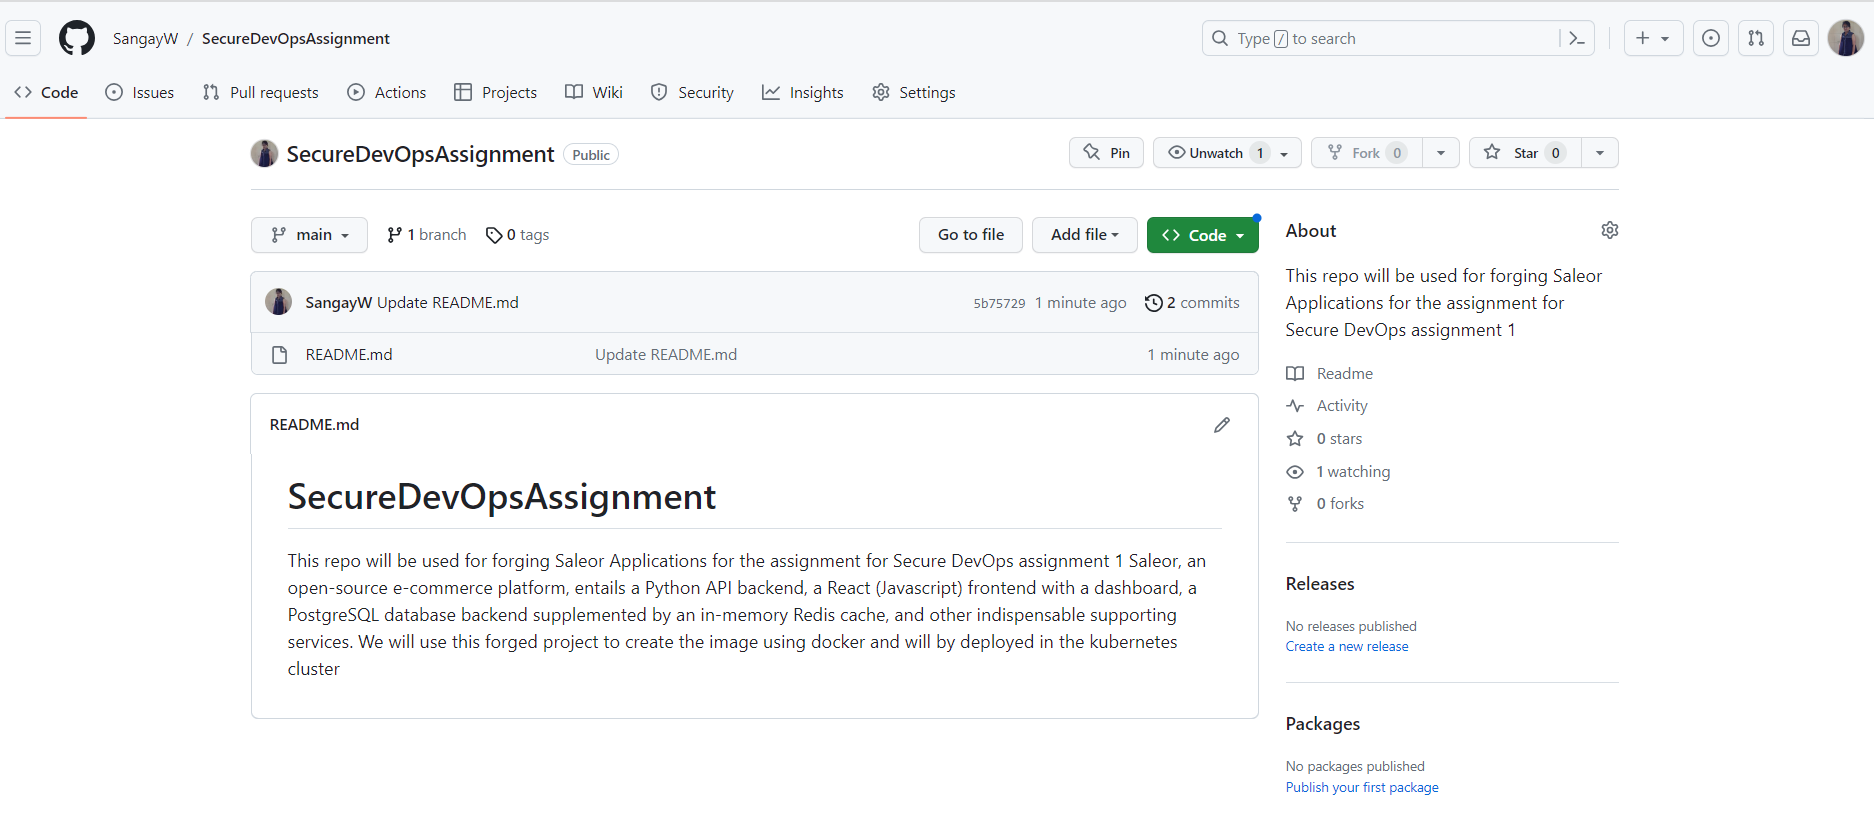 SangayW / SecureDevOpsAssignment
Type / to search
Code Issues Pull requests Actions Projects Wiki Security Insights Settings
SecureDevOpsAssignment Public
Pin Unwatch 1 Fork 0 Star 0
main 1 branch 0 tags Go to file Add file Code
SangayW Update README.md 5b75729 1 minute ago 2 commits
README.md Update README.md 1 minute ago
README.md
SecureDevOpsAssignment
This repo will be used for forging Saleor Applications for the assignment for Secure DevOps assignment 1 Saleor, an
open-source e-commerce platform, entails a Python API backend, a React (Javascript) frontend with a dashboard, a
PostgreSQL database backend supplemented by an in-memory Redis cache, and other indispensable supporting
services. We will use this forged project to create the image using docker and will by deployed in the kubernetes
cluster
About
This repo will be used for forging Saleor
Applications for the assignment for
Secure DevOps assignment 1
Readme
Activity
0 stars
1 watching
0 forks
Releases
No releases published
Create a new release
Packages
No packages published
Publish your first package